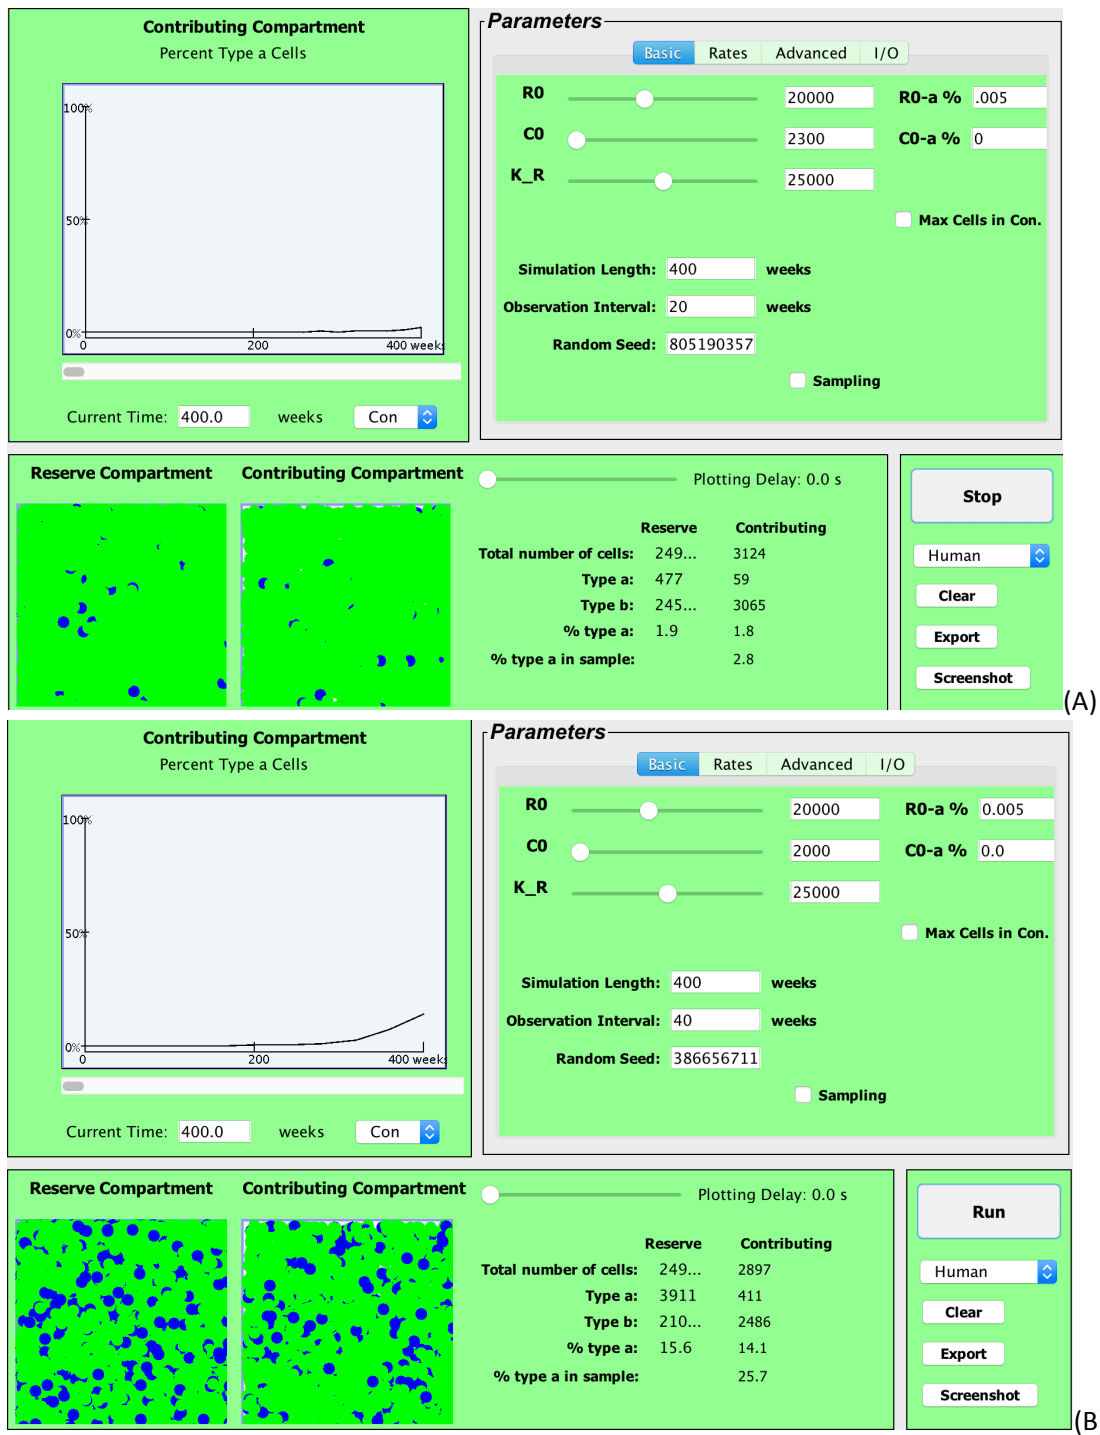 Contributing Compartment
Percent Type a Cells
100%
50%
0%
0 200 400 weeks
Current Time: 400.0 weeks Con
Parameters
Basic Rates Advanced I/O
R0 20000 R0-a % .005
C0 2300 C0-a % 0
K_R 25000
Max Cells in Con.
Simulation Length: 400 weeks
Observation Interval: 20 weeks
Random Seed: 805190357
Sampling
Reserve Compartment Contributing Compartment Plotting Delay: 0.0 s
Reserve Contributing
Total number of cells: 249... 3124
Type a: 477 59
Type b: 245... 3065
% type a: 1.9 1.8
% type a in sample: 2.8
Stop
Human
Clear
Export
Screenshot
(A)
Contributing Compartment
Percent Type a Cells
100%
50%
0%
0 200 400 weeks
Current Time: 400.0 weeks Con
Parameters
Basic Rates Advanced I/O
R0 20000 R0-a % 0.005
C0 2000 C0-a % 0.0
K_R 25000
Max Cells in Con.
Simulation Length: 400 weeks
Observation Interval: 40 weeks
Random Seed: 386656711
Sampling
Reserve Compartment Contributing Compartment Plotting Delay: 0.0 s
Reserve Contributing
Total number of cells: 249... 2897
Type a: 3911 411
Type b: 210... 2486
% type a: 15.6 14.1
% type a in sample: 25.7
Run
Human
Clear
Export
Screenshot
(B